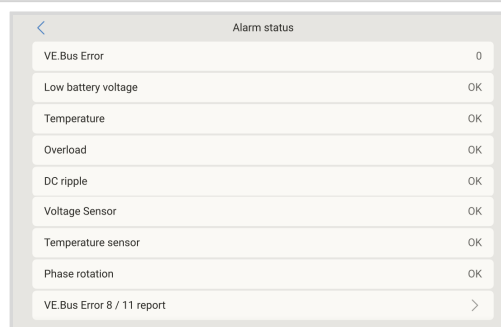 Alarm status
VE.Bus Error 0
Low battery voltage OK
Temperature OK
Overload OK
DC ripple OK
Voltage Sensor OK
Temperature sensor OK
Phase rotation OK
VE.Bus Error 8 / 11 report